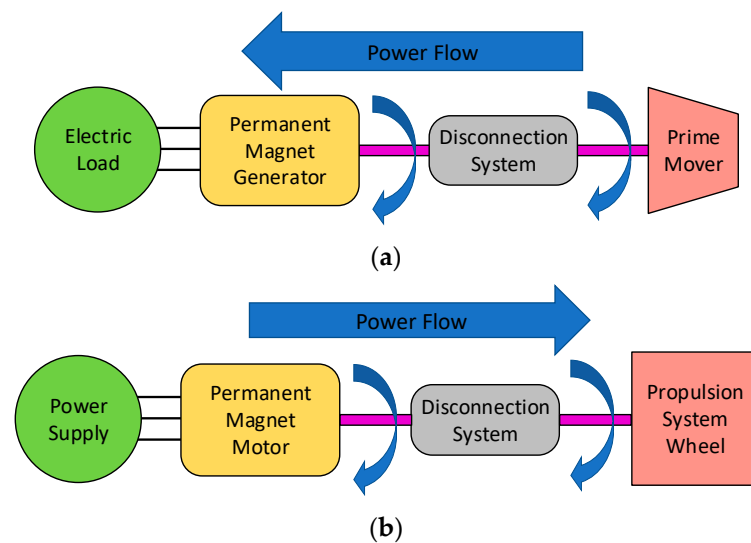 Power Flow
Electric
Load
Permanent
Magnet
Generator
Disconnection
System
Prime
Mover
(a)
Power Flow
Power
Supply
Permanent
Magnet
Motor
Disconnection
System
Propulsion
System
Wheel
(b)